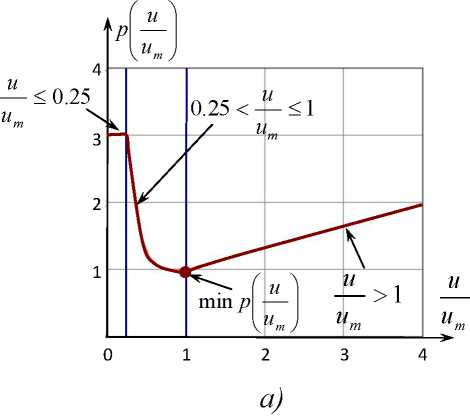 p(u/u_m)
u/u_m ≤ 0.25
0.25 < u/u_m ≤ 1
4
3
2
1
min p(u/u_m)
u/u_m > 1
u/u_m
0 1 2 3 4
a)